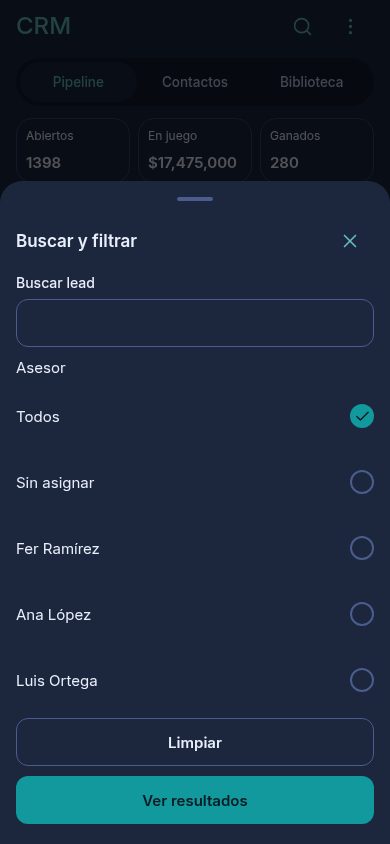 CRM
Pipeline
Contactos
Biblioteca
Abiertos
En juego
Ganados
1398
$17,475,000
280
Buscar y filtrar
Buscar lead
Asesor
Todos
Sin asignar
Fer Ramírez
Ana López
Luis Ortega
Limpiar
Ver resultados